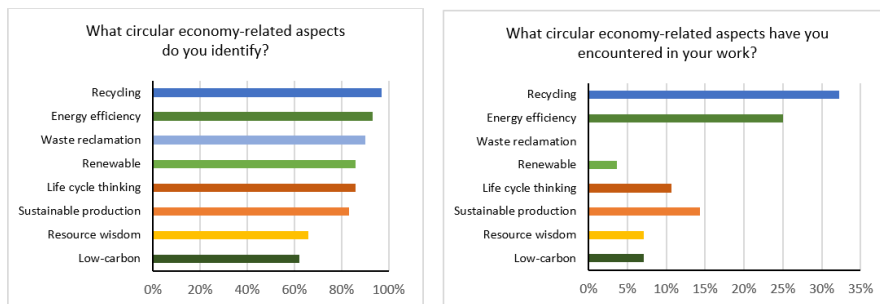 What circular economy-related aspects
do you identify?
Recycling
Energy efficiency
Waste reclamation
Renewable
Life cycle thinking
Sustainable production
Resource wisdom
Low-carbon
0% 20% 40% 60% 80% 100%
What circular economy-related aspects have you
encountered in your work?
Recycling
Energy efficiency
Waste reclamation
Renewable
Life cycle thinking
Sustainable production
Resource wisdom
Low-carbon
0% 5% 10% 15% 20% 25% 30% 35%